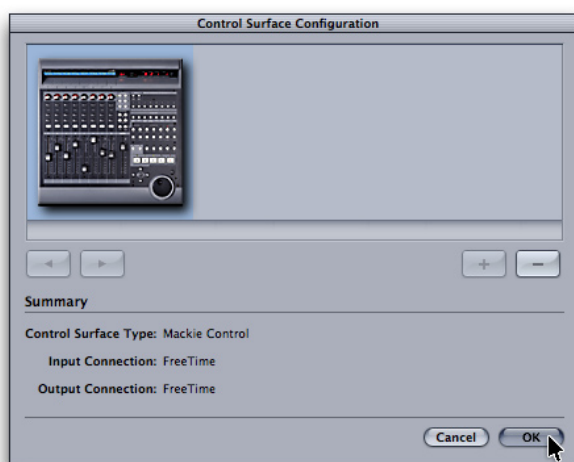 Control Surface Configuration
Summary
Control Surface Type: Mackie Control
Input Connection: FreeTime
Output Connection: FreeTime
Cancel
OK